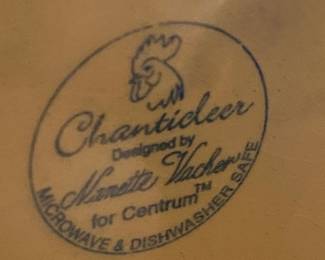 Chanticleer
Designed by
Nanette Vacher
for Centrum™
MICROWAVE & DISHWASHER SAFE